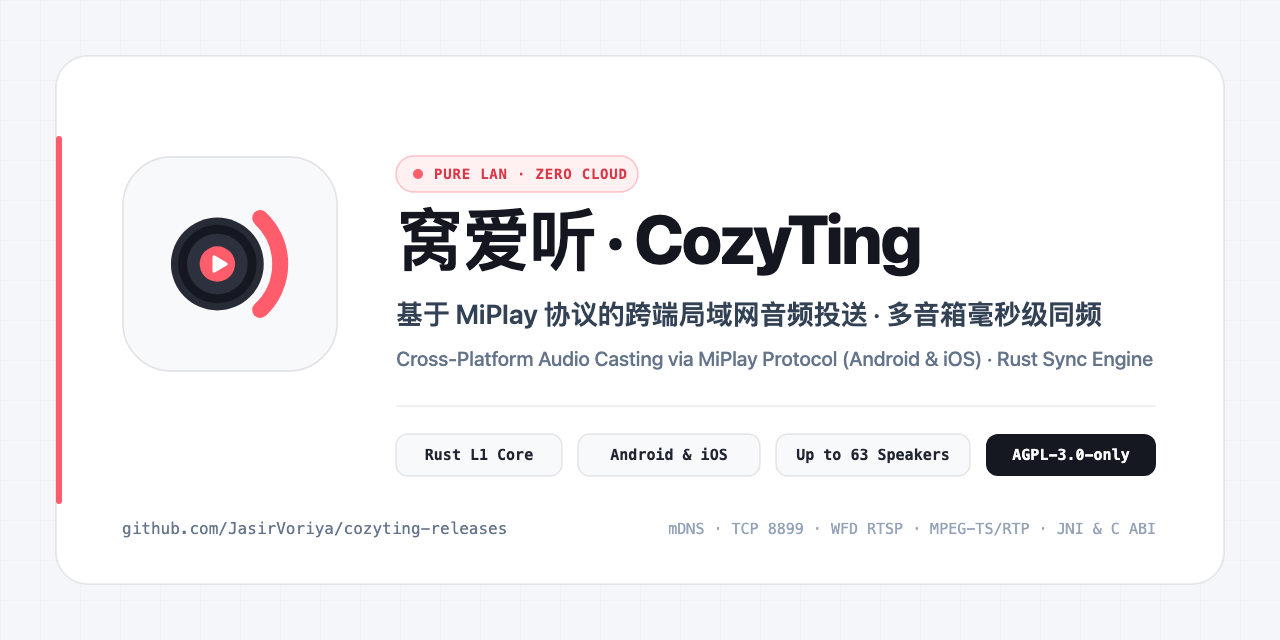 PURE LAN · ZERO CLOUD
窝爱听 · CozyTing
基于 MiPlay 协议的跨端局域网音频投送 · 多音箱毫秒级同频
Cross-Platform Audio Casting via MiPlay Protocol (Android & iOS) · Rust Sync Engine
Rust L1 Core
Android & iOS
Up to 63 Speakers
AGPL-3.0-only
github.com/JasirVoriya/cozyting-releases
mDNS · TCP 8899 · WFD RTSP · MPEG-TS/RTP · JNI & C ABI